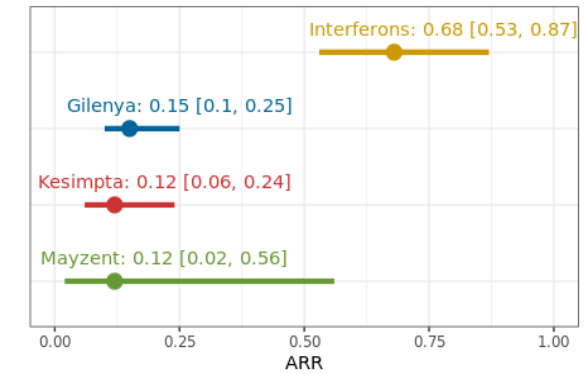 Interferons: 0.68 [0.53, 0.87]
Gilenya: 0.15 [0.1, 0.25]
Kesimpta: 0.12 [0.06, 0.24]
Mayzent: 0.12 [0.02, 0.56]
0.00 0.25 0.50 0.75 1.00
ARR